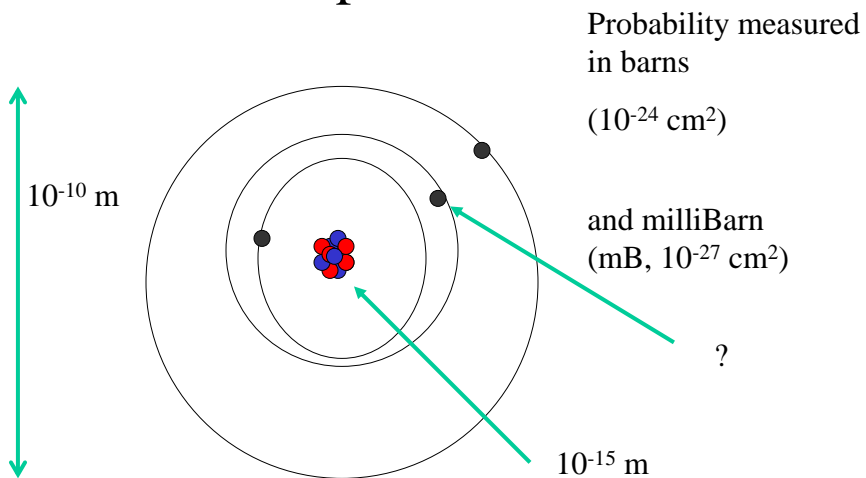 Probability measured
in barns
(10⁻²⁴ cm²)
10⁻¹⁰ m
and milliBarn
(mB, 10⁻²⁷ cm²)
?
10⁻¹⁵ m